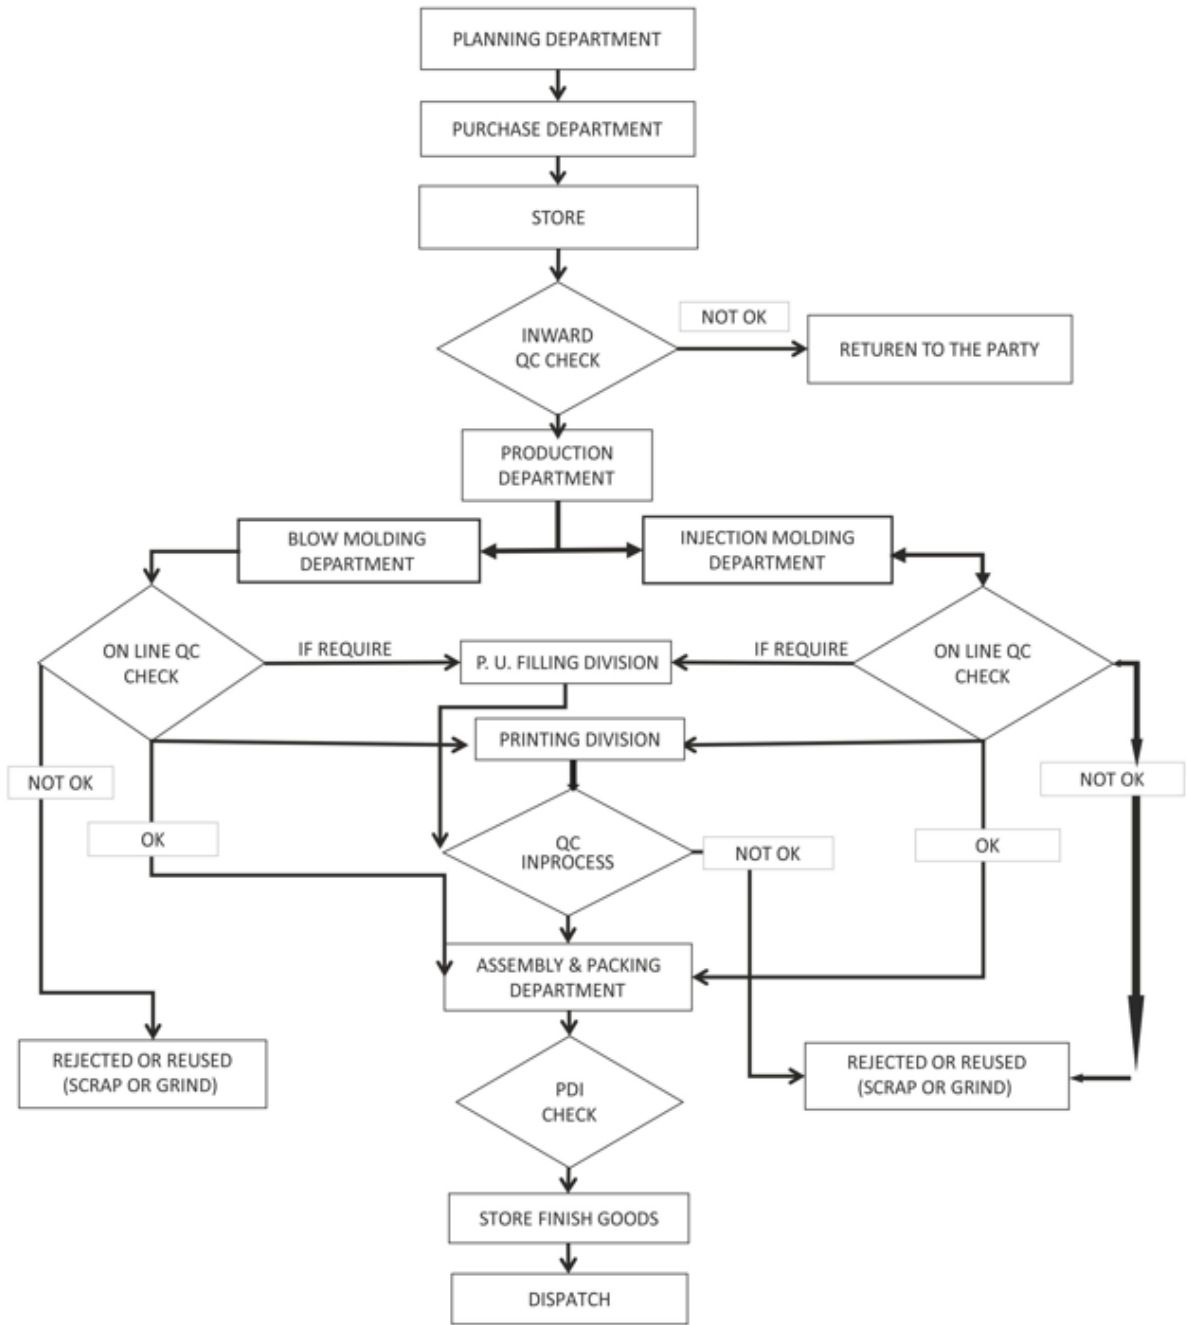 PLANNING DEPARTMENT
PURCHASE DEPARTMENT
STORE
INWARD
QC CHECK
NOT OK
RETUREN TO THE PARTY
PRODUCTION
DEPARTMENT
BLOW MOLDING
DEPARTMENT
INJECTION MOLDING
DEPARTMENT
ON LINE QC
CHECK
IF REQUIRE
P. U. FILLING DIVISION
IF REQUIRE
ON LINE QC
CHECK
PRINTING DIVISION
NOT OK
OK
QC
INPROCESS
NOT OK
OK
NOT OK
ASSEMBLY & PACKING
DEPARTMENT
REJECTED OR REUSED
(SCRAP OR GRIND)
PDI
CHECK
REJECTED OR REUSED
(SCRAP OR GRIND)
STORE FINISH GOODS
DISPATCH